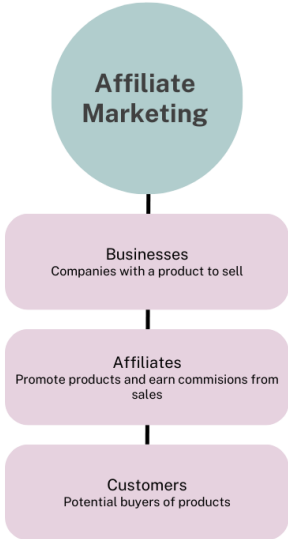 Affiliate
Marketing
Businesses
Companies with a product to sell
Affiliates
Promote products and earn commisions from
sales
Customers
Potential buyers of products